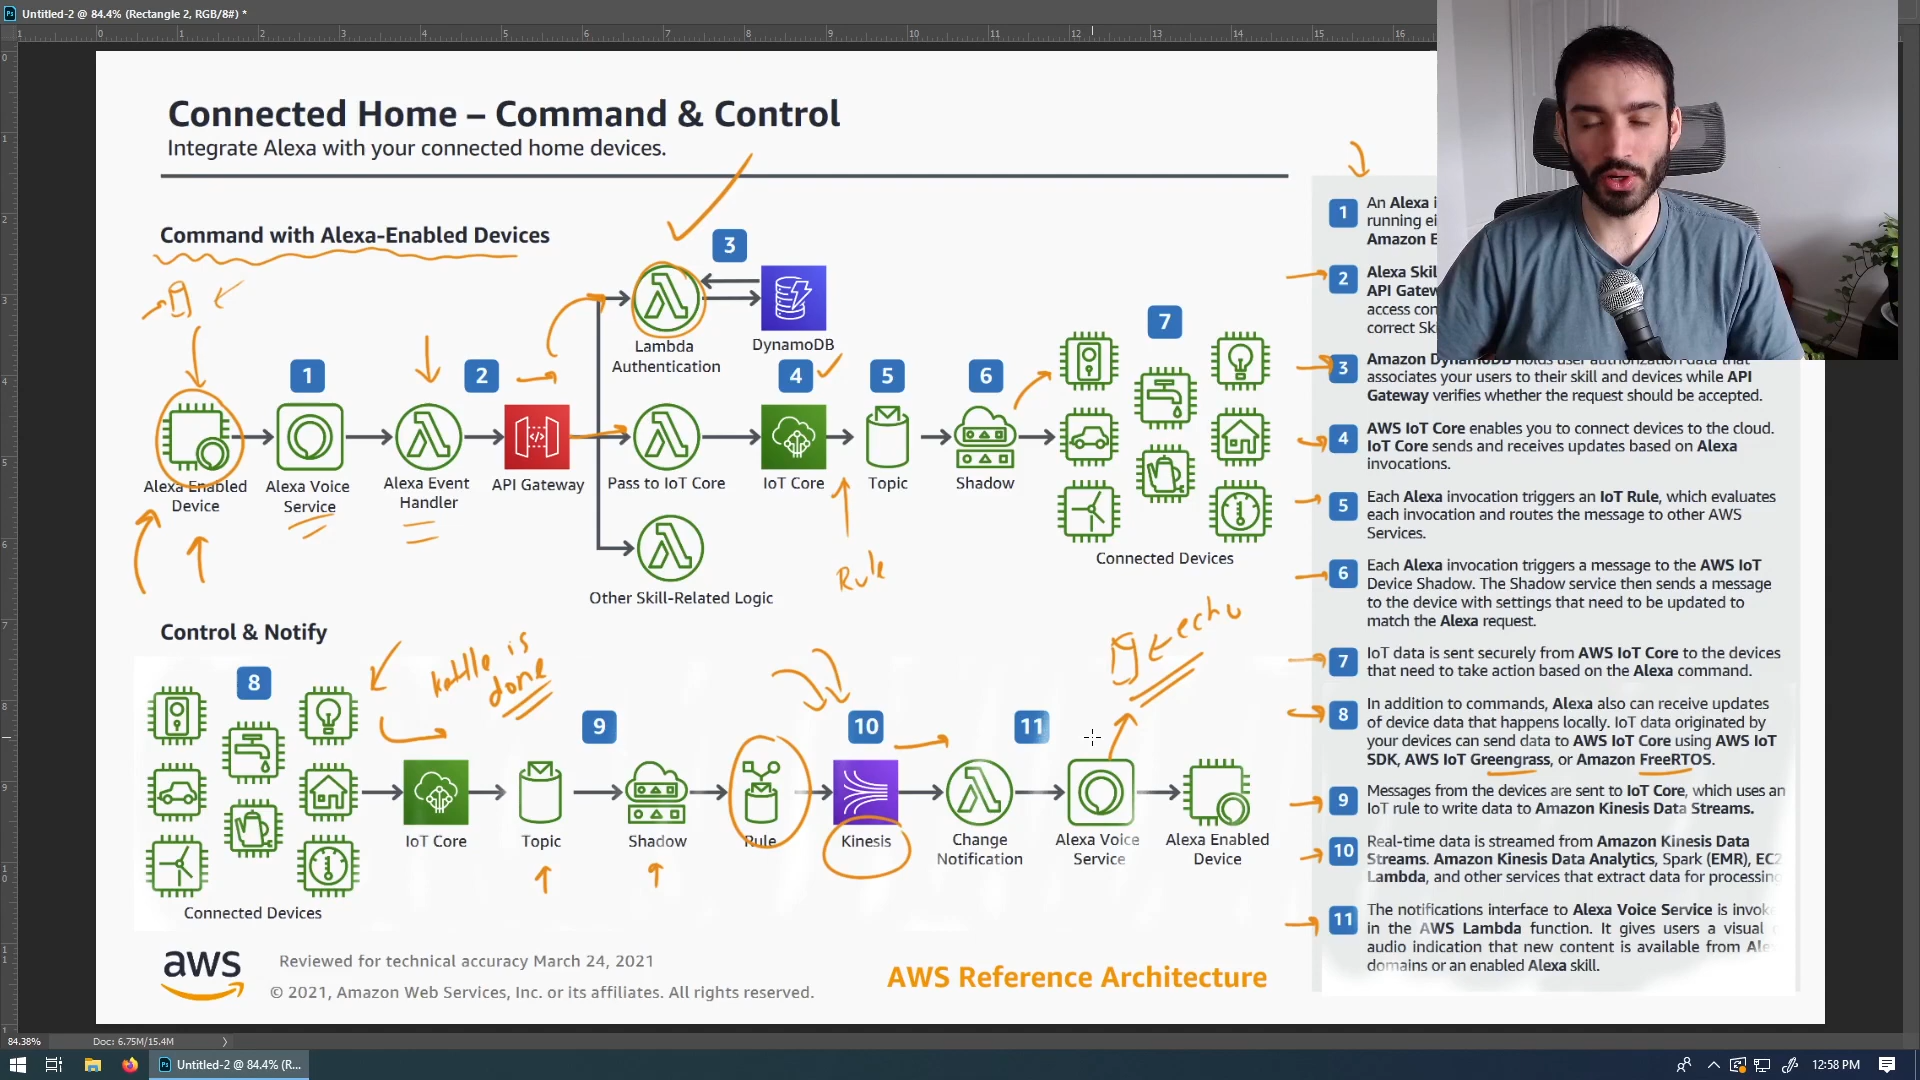 Untitled-2 @ 84.4% (Rectangle 2, RGB/8#) *
Connected Home – Command & Control
Integrate Alexa with your connected home devices.
Command with Alexa-Enabled Devices
3
Lambda
Authentication
DynamoDB
7
1
2
4
5
6
Alexa Enabled
Device
Alexa Voice
Service
Alexa Event
Handler
API Gateway
Pass to IoT Core
IoT Core
Topic
Shadow
Connected Devices
Rule
Other Skill-Related Logic
Control & Notify
kettle is
done
echo
8
9
10
11
IoT Core
Topic
Shadow
Rule
Kinesis
Change
Notification
Alexa Voice
Service
Alexa Enabled
Device
Connected Devices
aws
Reviewed for technical accuracy March 24, 2021
© 2021, Amazon Web Services, Inc. or its affiliates. All rights reserved.
AWS Reference Architecture
1
An Alexa
running
Amazon
2
Alexa
API
access
correct
3
Amazon DynamoDB holds user authorization data that
associates your users to their skill and devices while API
Gateway verifies whether the request should be accepted.
4
AWS IoT Core enables you to connect devices to the cloud.
IoT Core sends and receives updates based on Alexa
invocations.
5
Each Alexa invocation triggers an IoT Rule, which evaluates
each invocation and routes the message to other AWS
Services.
6
Each Alexa invocation triggers a message to the AWS IoT
Device Shadow. The Shadow service then sends a message
to the device with settings that need to be updated to
match the Alexa request.
7
IoT data is sent securely from AWS IoT Core to the devices
that need to take action based on the Alexa command.
8
In addition to commands, Alexa also can receive updates
of device data that happens locally. IoT data originated by
your devices can send data to AWS IoT Core using AWS IoT
SDK, AWS IoT Greengrass, or Amazon FreeRTOS.
9
Messages from the devices are sent to IoT Core, which uses an
IoT rule to write data to Amazon Kinesis Data Streams.
10
Real-time data is streamed from Amazon Kinesis Data
Streams. Amazon Kinesis Data Analytics, Spark (EMR), EC2
Lambda, and other services that extract data for processing
11
The notifications interface to Alexa Voice Service is
in the AWS Lambda function. It gives users a visual
audio indication that new content is available from
domains or an enabled Alexa skill.
84.38%
Doc: 6.75M/15.4M
Untitled-2 @ 84.4% (R...
12:58 PM